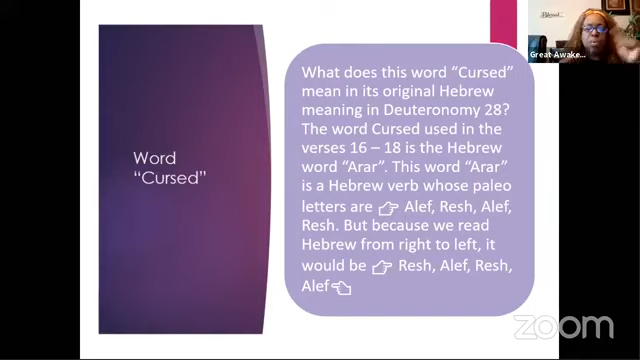 Word
“Cursed”
What does this word “Cursed”
mean in its original Hebrew
meaning in Deuteronomy 28?
The word Cursed used in the
verses 16 – 18 is the Hebrew
word “Arar”. This word “Arar”
is a Hebrew verb whose paleo
letters are 👉 Alef, Resh, Alef,
Resh. But because we read
Hebrew from right to left, it
would be 👉 Resh, Alef, Resh,
Alef👈
Blessed
Great Awake...
zoom